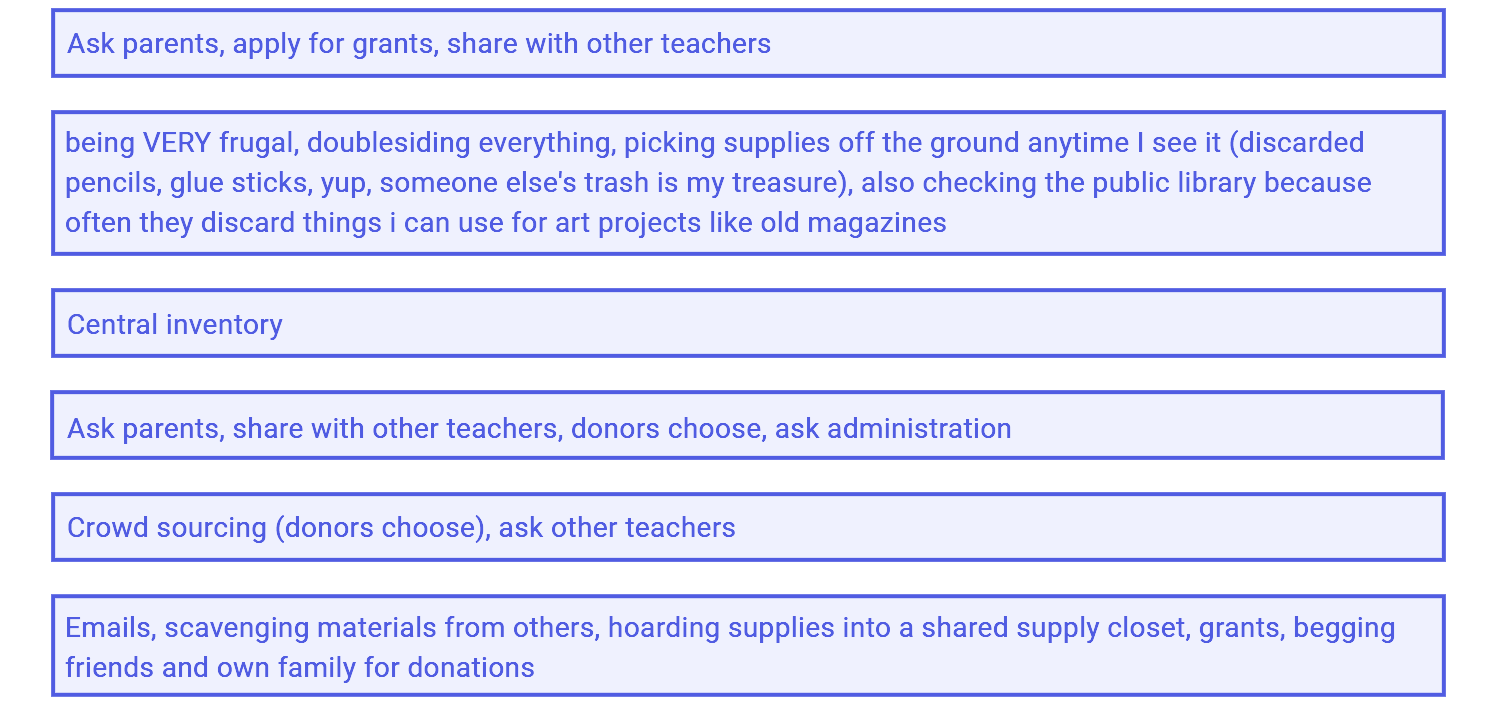 Ask parents, apply for grants, share with other teachers
being VERY frugal, doublesiding everything, picking supplies off the ground anytime I see it (discarded
pencils, glue sticks, yup, someone else's trash is my treasure), also checking the public library because
often they discard things i can use for art projects like old magazines
Central inventory
Ask parents, share with other teachers, donors choose, ask administration
Crowd sourcing (donors choose), ask other teachers
Emails, scavenging materials from others, hoarding supplies into a shared supply closet, grants, begging
friends and own family for donations